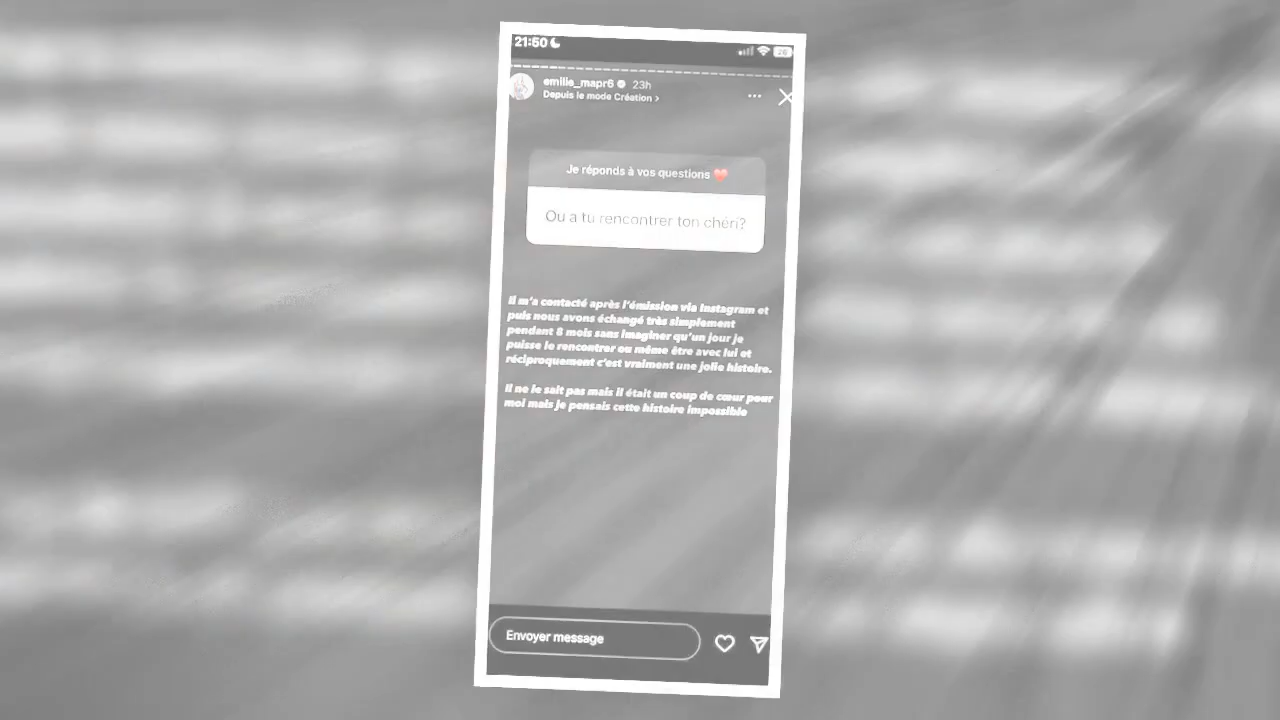 21:50
26
emilie_mapr6 23h
Depuis le mode Création >
Je réponds à vos questions ❤️
Ou a tu rencontrer ton chéri?
Il m'a contacté après l'émission via Instagram et
puis nous avons échangé très simplement
pendant 8 mois sans imaginer qu'un jour je
puisse le rencontrer ou même être avec lui et
réciproquement c'est vraiment une jolie histoire.
Il ne le sait pas mais il était un coup de cœur pour
moi mais je pensais cette histoire impossible
Envoyer message